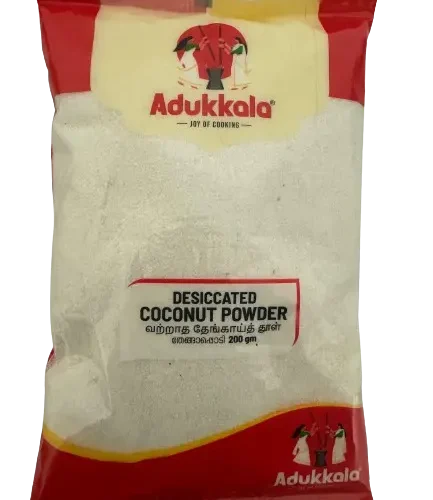 Adukkala®
JOY OF COOKING
DESICCATED
COCONUT POWDER
வற்றாத தேங்காய்த் தூள்
തേങ്ങാപ്പൊടി 200 gm
Adukkala